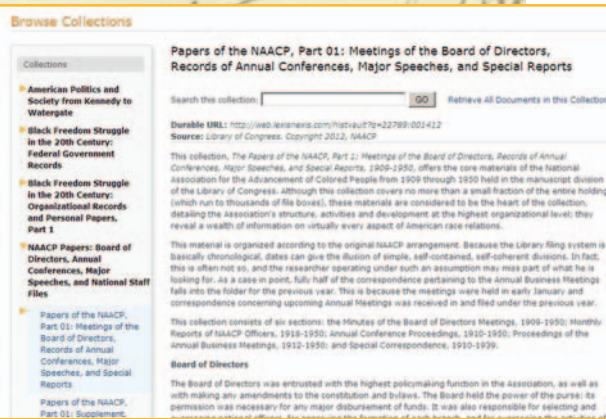 Browse Collections
Collections
American Politics and
Society from Kennedy to
Watergate
Black Freedom Struggle
in the 20th Century:
Federal Government
Records
Black Freedom Struggle
in the 20th Century:
Organizational Records
and Personal Papers,
Part 1
NAACP Papers: Board of
Directors, Annual
Conferences, Major
Speeches, and National Staff
Files
Papers of the NAACP,
Part 01: Meetings of the
Board of Directors,
Records of Annual
Conferences, Major
Speeches, and Special
Reports
Papers of the NAACP,
Part 01: Supplement,
Papers of the NAACP, Part 01: Meetings of the Board of Directors,
Records of Annual Conferences, Major Speeches, and Special Reports
Search this collection: GO Retrieve All Documents in this Collection
Durable URL: http://web.lexisnexis.com/histvault?q=22789:001412
Source: Library of Congress. Copyright 2012, NAACP
This collection, The Papers of the NAACP, Part 1: Meetings of the Board of Directors, Records of Annual
Conferences, Major Speeches, and Special Reports, 1909-1950, offers the core materials of the National
Association for the Advancement of Colored People from 1909 through 1950 held in the manuscript division
of the Library of Congress. Although this collection covers no more than a small fraction of the entire holding
(which run to thousands of file boxes), these materials are considered to be the heart of the collection,
detailing the Association's structure, activities and development at the highest organizational level; they
reveal a wealth of information on virtually every aspect of American race relations.
This material is organized according to the original NAACP arrangement. Because the Library filing system is
basically chronological, dates can give the illusion of simple, self-contained, self-coherent divisions. In fact,
this is often not so, and the researcher operating under such an assumption may miss part of what he is
looking for. As a case in point, fully half of the correspondence pertaining to the Annual Business Meetings
falls into the folder for the previous year. This is because the meetings were held in early January and
correspondence concerning upcoming Annual Meetings was received in and filed under the previous year.
This collection consists of six sections: the Minutes of the Board of Directors Meetings, 1909-1950; Monthly
Reports of NAACP Officers, 1918-1950; Annual Conference Proceedings, 1910-1950; Proceedings of the
Annual Business Meetings, 1912-1950; and Special Correspondence, 1910-1939.
Board of Directors
The Board of Directors was entrusted with the highest policymaking function in the Association, as well as
with making any amendments to the constitution and bylaws. The Board held the power of the purse: its
permission was necessary for any major disbursement of funds. It was also responsible for selecting and